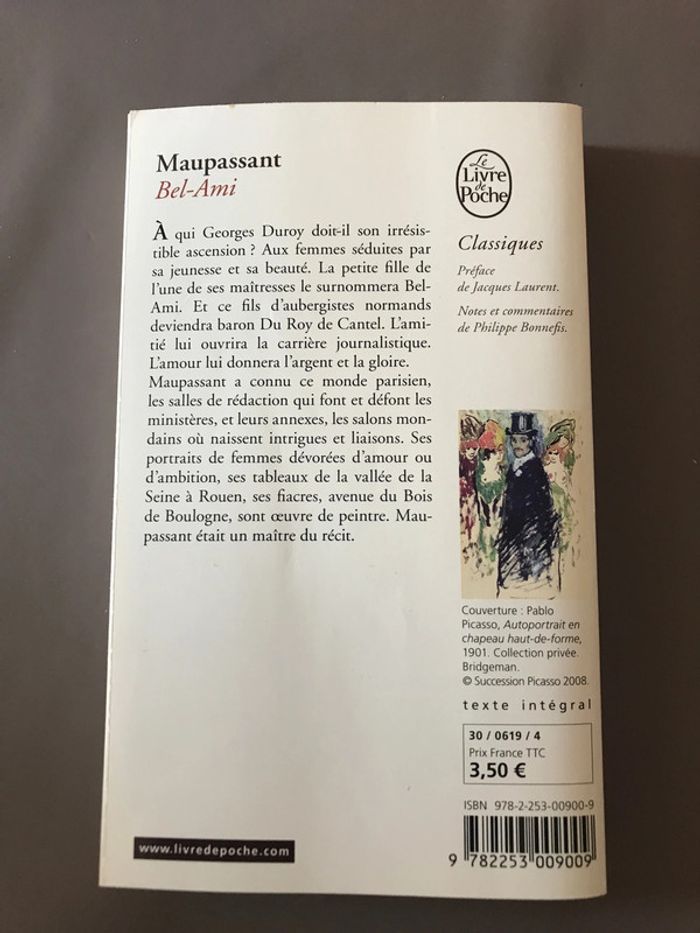 Maupassant
Bel-Ami
À qui Georges Duroy doit-il son irrésis-
tible ascension ? Aux femmes séduites par
sa jeunesse et sa beauté. La petite fille de
l’une de ses maîtresses le surnommera Bel-
Ami. Et ce fils d’aubergistes normands
deviendra baron Du Roy de Cantel. L’ami-
tié lui ouvrira la carrière journalistique.
L’amour lui donnera l’argent et la gloire.
Maupassant a connu ce monde parisien,
les salles de rédaction qui font et défont les
ministères, et leurs annexes, les salons mon-
dains où naissent intrigues et liaisons. Ses
portraits de femmes dévorées d’amour ou
d’ambition, ses tableaux de la vallée de la
Seine à Rouen, ses fiacres, avenue du Bois
de Boulogne, sont œuvre de peintre. Mau-
passant était un maître du récit.
www.livredepoche.com
Le
Livre
de
Poche
Classiques
Préface
de Jacques Laurent.
Notes et commentaires
de Philippe Bonnefis.
Couverture : Pablo
Picasso, Autoportrait en
chapeau haut-de-forme,
1901. Collection privée.
Bridgeman.
© Succession Picasso 2008.
texte intégral
30 / 0619 / 4
Prix France TTC
3,50 €
ISBN 978-2-253-00900-9
9 782253 009009